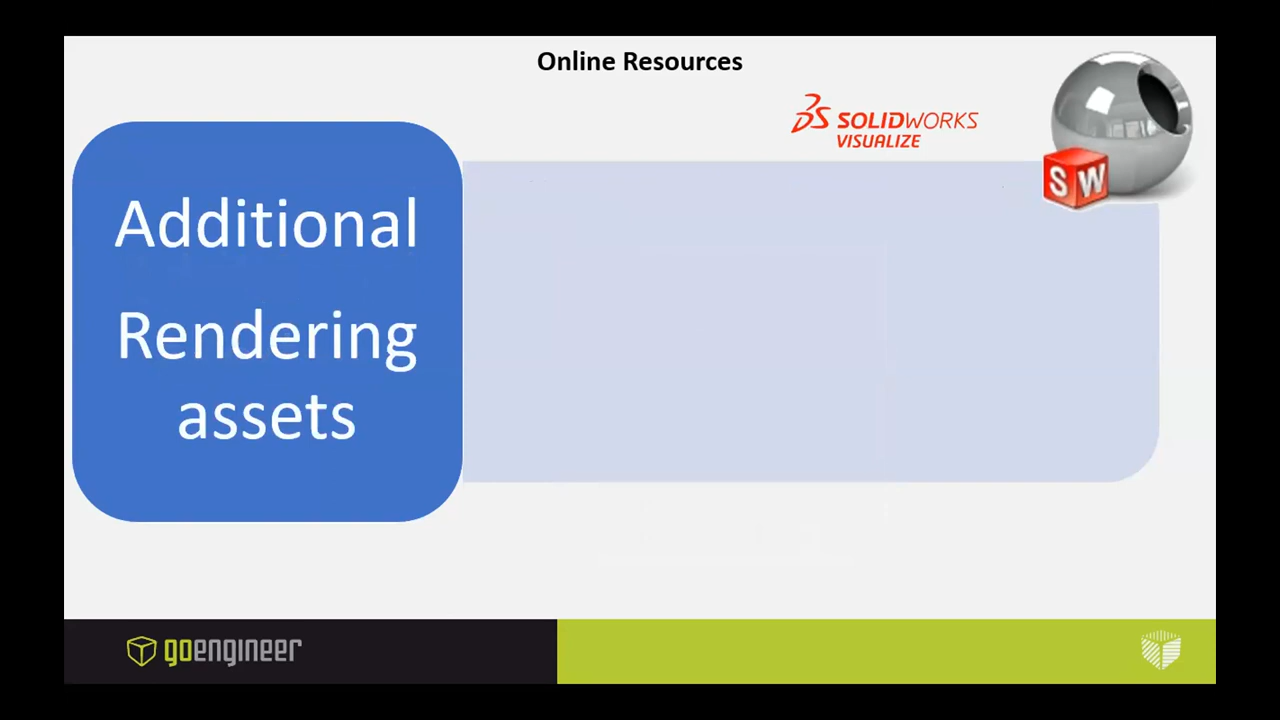 Online Resources
SOLIDWORKS
VISUALIZE
SW
Additional
Rendering
assets
goengineer